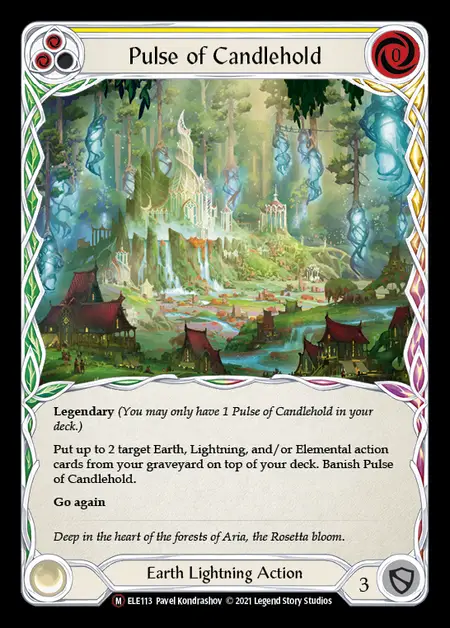 Pulse of Candlehold
0
Legendary (You may only have 1 Pulse of Candlehold in your
deck.)
Put up to 2 target Earth, Lightning, and/or Elemental action
cards from your graveyard on top of your deck. Banish Pulse
of Candlehold.
Go again
Deep in the heart of the forests of Aria, the Rosetta bloom.
Earth Lightning Action
3
M ELE113 Pavel Kondrashov © 2021 Legend Story Studios